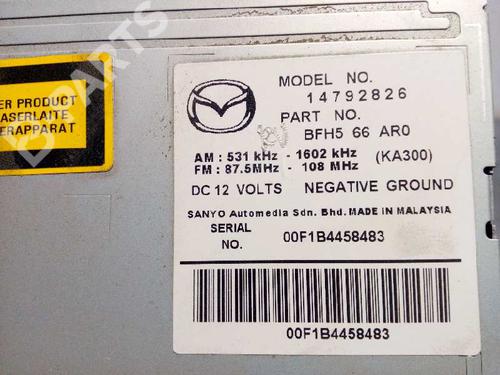 B-PARTS
ER PRODUCT
ASERLAITE
ERAPPARAT
MODEL NO.
14792826
PART NO.
BFH5 66 AR0
AM : 531 kHz - 1602 kHz (KA300)
FM : 87.5MHz - 108 MHz
DC 12 VOLTS NEGATIVE GROUND
SANYO Automedia Sdn. Bhd. MADE IN MALAYSIA
SERIAL NO. 00F1B4458483
00F1B4458483